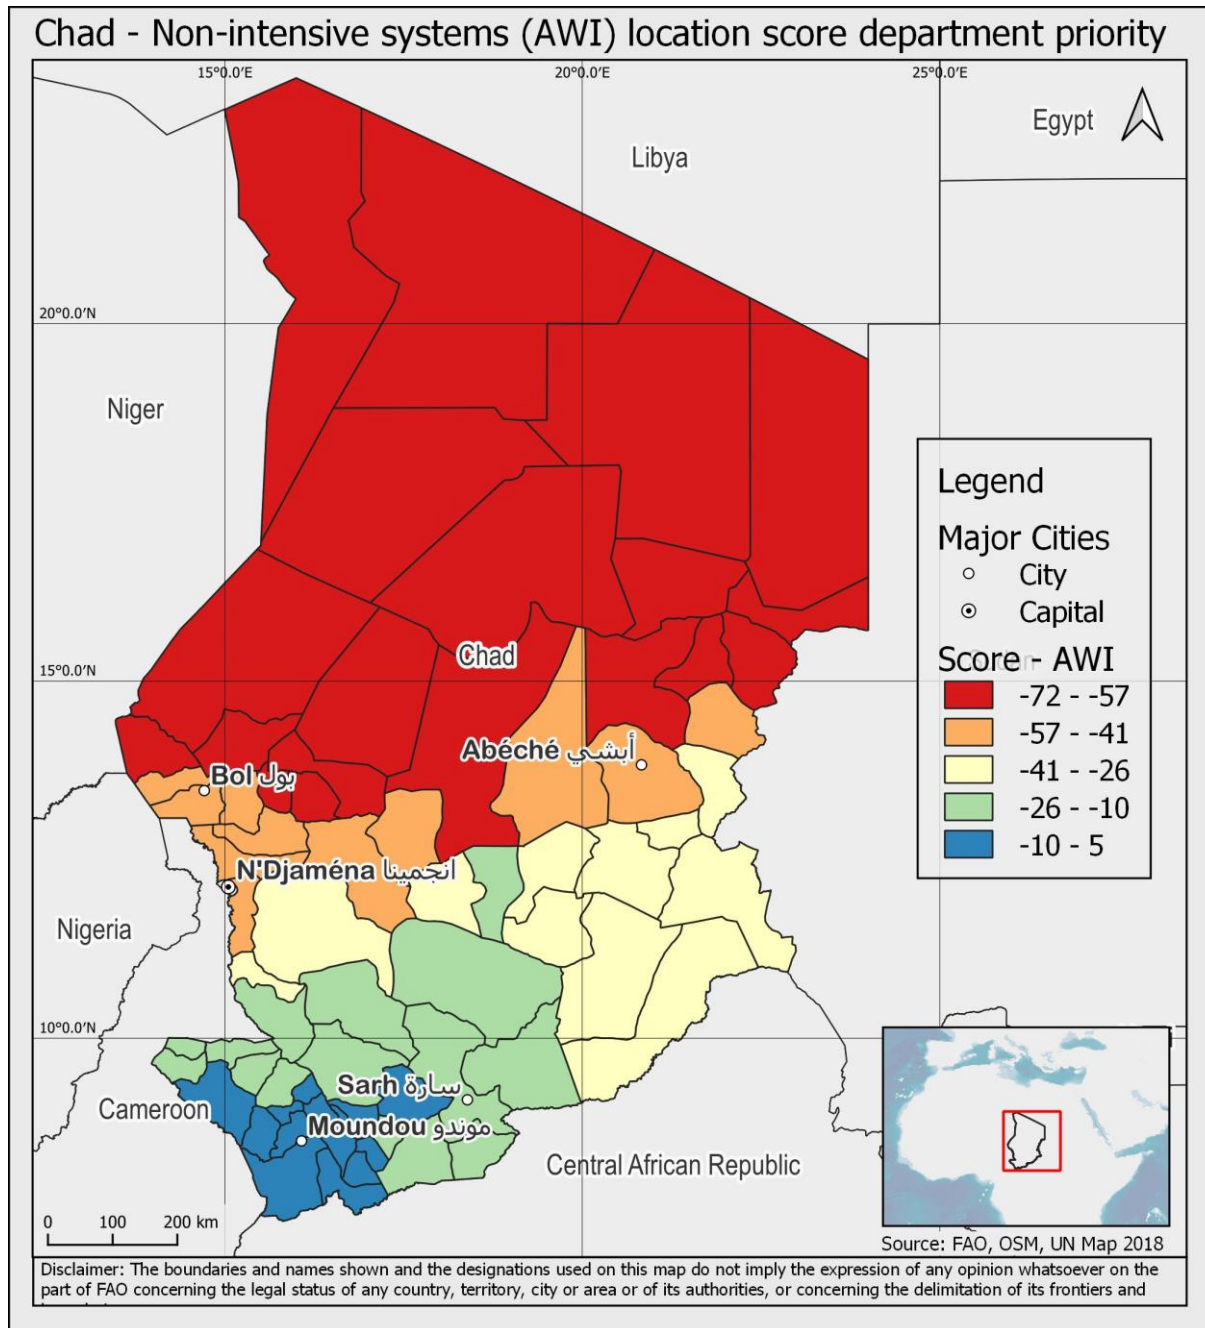 Chad - Non-intensive systems (AWI) location score department priority
15°0.0'E
20°0.0'E
25°0.0'E
Egypt
Libya
20°0.0'N
Niger
Legend
Major Cities
City
Capital
Chad
15°0.0'N
Score - AWI
-72 - -57
-57 - -41
-41 - -26
-26 - -10
-10 - 5
Abéché أبشي
Bol بول
N'Djaména انجمينا
Nigeria
10°0.0'N
Sarh سارة
Cameroon
Moundou موندو
Central African Republic
0 100 200 km
Source: FAO, OSM, UN Map 2018
Disclaimer: The boundaries and names shown and the designations used on this map do not imply the expression of any opinion whatsoever on the
part of FAO concerning the legal status of any country, territory, city or area or of its authorities, or concerning the delimitation of its frontiers and